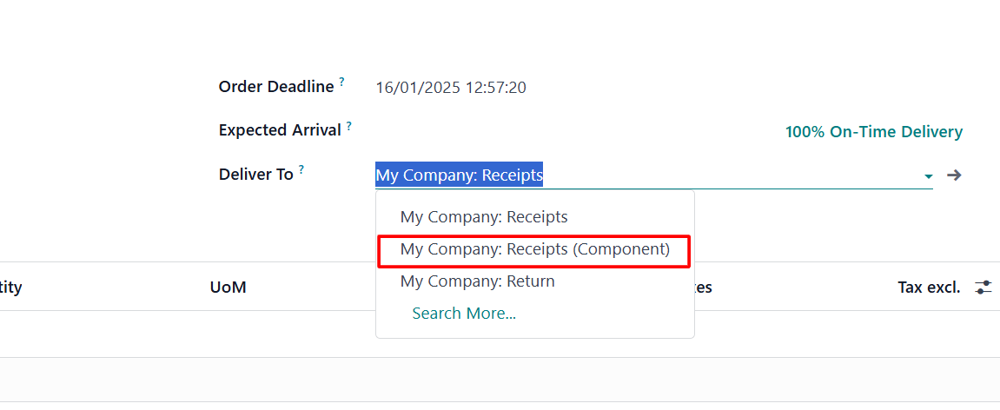 Order Deadline ? 16/01/2025 12:57:20
Expected Arrival ? 100% On-Time Delivery
Deliver To ? My Company: Receipts
My Company: Receipts
My Company: Receipts (Component)
My Company: Return
Search More...
tity UoM es Tax excl.